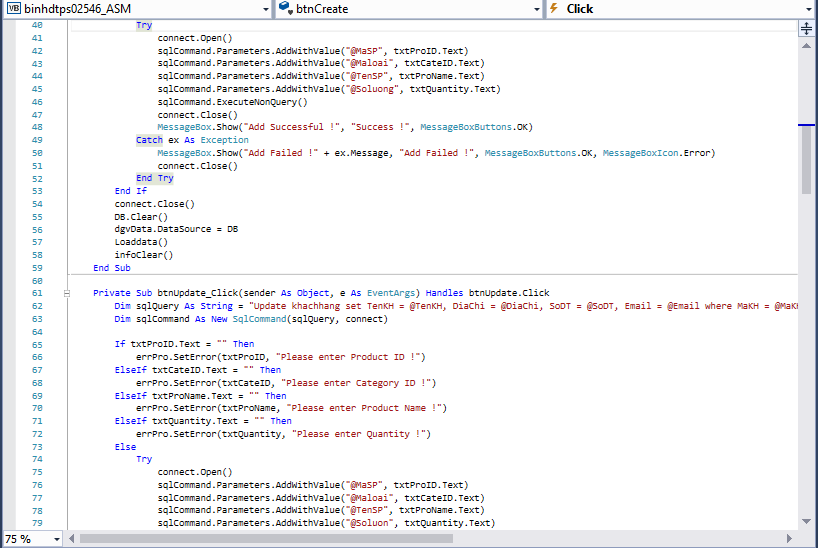 VB binhdtps02546_ASM btnCreate Click
40 Try
41 connect.Open()
42 sqlCommand.Parameters.AddWithValue("@MaSP", txtProID.Text)
43 sqlCommand.Parameters.AddWithValue("@Maloai", txtCateID.Text)
44 sqlCommand.Parameters.AddWithValue("@TenSP", txtProName.Text)
45 sqlCommand.Parameters.AddWithValue("@Soluong", txtQuantity.Text)
46 sqlCommand.ExecuteNonQuery()
47 connect.Close()
48 MessageBox.Show("Add Successful !", "Success !", MessageBoxButtons.OK)
49 Catch ex As Exception
50 MessageBox.Show("Add Failed !" + ex.Message, "Add Failed !", MessageBoxButtons.OK, MessageBoxIcon.Error)
51 connect.Close()
52 End Try
53 End If
54 connect.Close()
55 DB.Clear()
56 dgvData.DataSource = DB
57 Loaddata()
58 infoClear()
59 End Sub
60
61 Private Sub btnUpdate_Click(sender As Object, e As EventArgs) Handles btnUpdate.Click
62 Dim sqlQuery As String = "Update khachhang set TenKH = @TenKH, DiaChi = @DiaChi, SoDT = @SoDT, Email = @Email where MaKH = @MaKH
63 Dim sqlCommand As New SqlCommand(sqlQuery, connect)
64
65 If txtProID.Text = "" Then
66 errPro.SetError(txtProID, "Please enter Product ID !")
67 ElseIf txtCateID.Text = "" Then
68 errPro.SetError(txtCateID, "Please enter Category ID !")
69 ElseIf txtProName.Text = "" Then
70 errPro.SetError(txtProName, "Please enter Product Name !")
71 ElseIf txtQuantity.Text = "" Then
72 errPro.SetError(txtQuantity, "Please enter Quantity !")
73 Else
74 Try
75 connect.Open()
76 sqlCommand.Parameters.AddWithValue("@MaSP", txtProID.Text)
77 sqlCommand.Parameters.AddWithValue("@Maloai", txtCateID.Text)
78 sqlCommand.Parameters.AddWithValue("@TenSP", txtProName.Text)
79 sqlCommand.Parameters.AddWithValue("@Soluon", txtQuantity.Text)
75 %